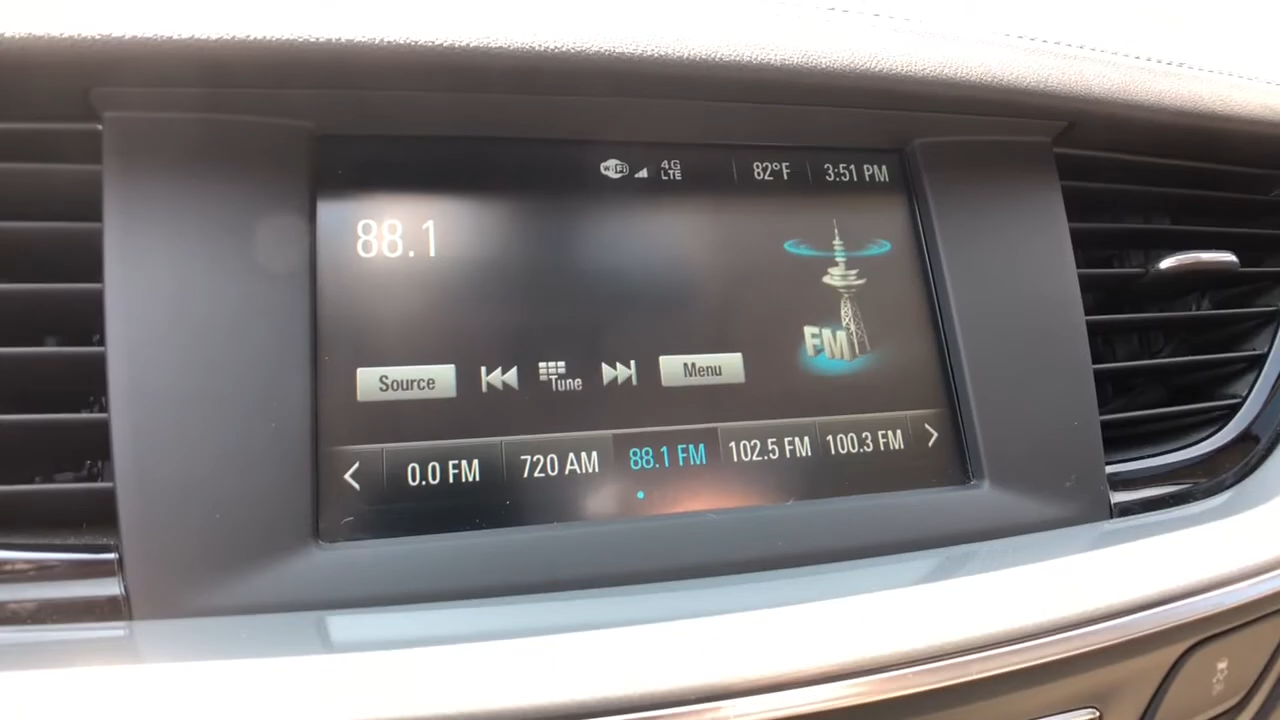 WiFi 4G LTE 82°F 3:51 PM
88.1
FM
Source Tune Menu
0.0 FM 720 AM 88.1 FM 102.5 FM 100.3 FM